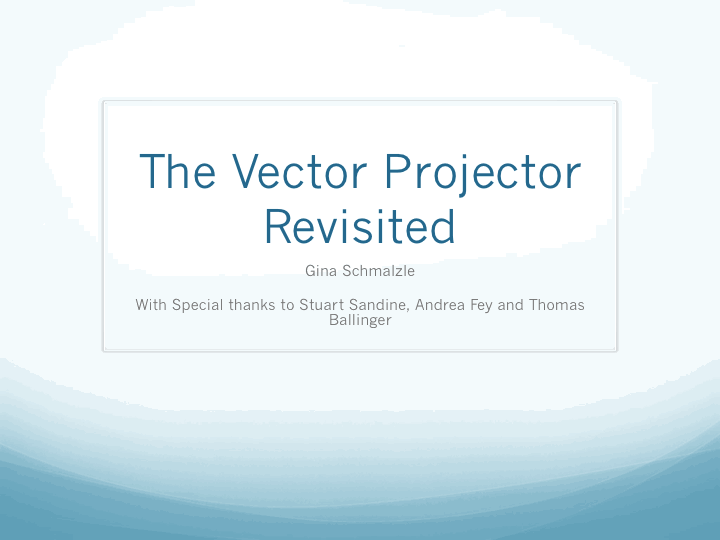 The Vector Projector
Revisited
Gina Schmalzle
With Special thanks to Stuart Sandine, Andrea Fey and Thomas
Ballinger